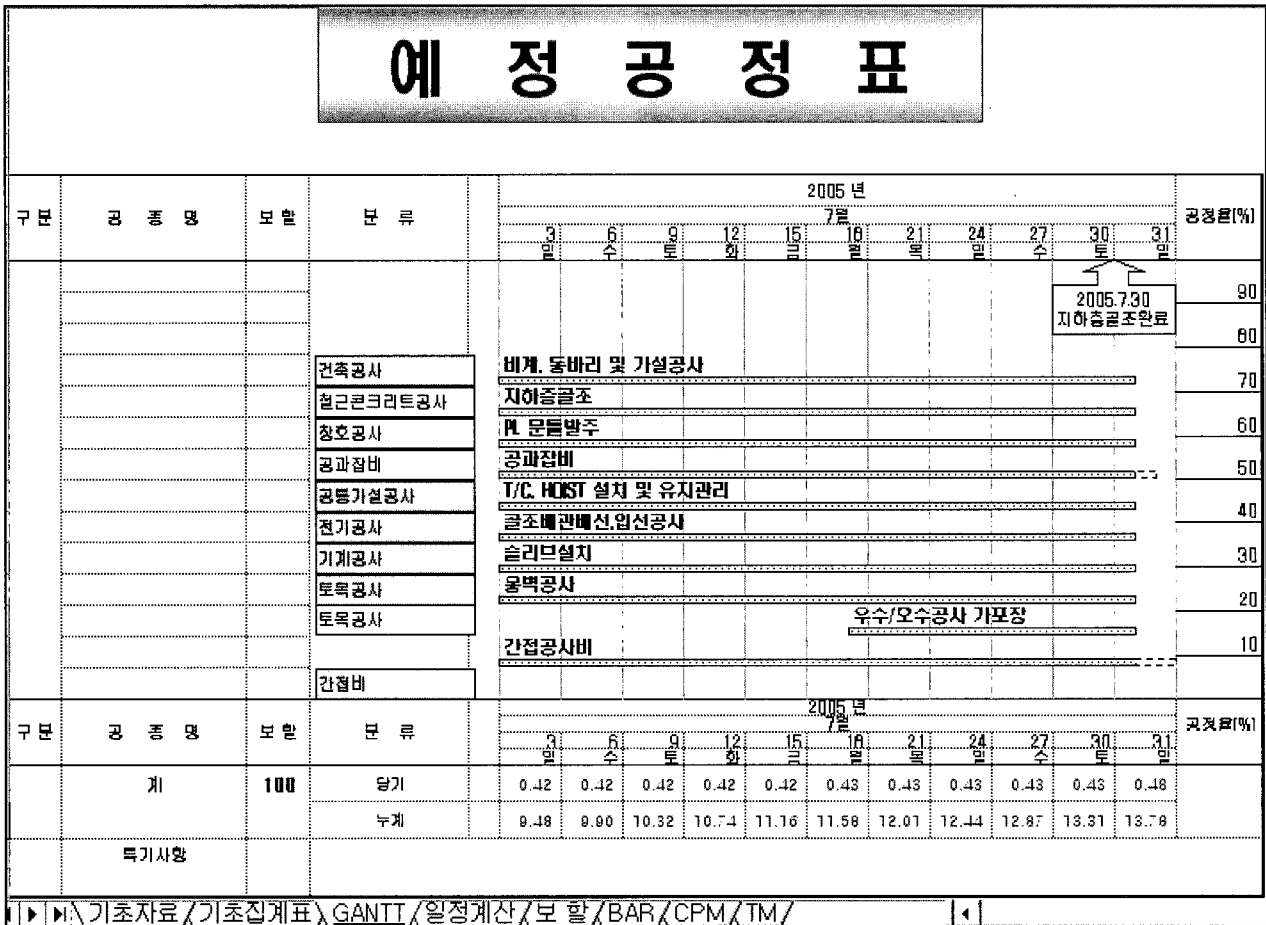 예 정 공 정 표
구분 공 종 명 보할 분 류 2005 년 공정율[%]
7월
3 6 9 12 15 18 21 24 27 30 31
일 수 토 화 금 월 목 일 수 토 일
90
2005.7.30
지하층골조완료
80
건축공사 비계, 동바리 및 가설공사
70
철근콘크리트공사 지하층골조
60
창호공사 PL 문틀발주
공과잡비 공과잡비
50
공통가설공사 T/C, HOIST 설치 및 유지관리
40
전기공사 골조배관배선,입선공사
30
기계공사 슬리브설치
토목공사 옹벽공사
20
토목공사 우수/오수공사 가포장
10
간접공사비
간접비
구분 공 종 명 보할 분 류 2005 년 공정율[%]
7월
3 6 9 12 15 18 21 24 27 30 31
일 수 토 화 금 월 목 일 수 토 일
계 100 당기 0.42 0.42 0.42 0.42 0.42 0.43 0.43 0.43 0.43 0.43 0.48
누계 9.48 9.90 10.32 10.74 11.16 11.58 12.01 12.44 12.87 13.31 13.78
특기사항
기초자료 기초집계표 GANTT 일정계산 보 할 BAR CPM TM